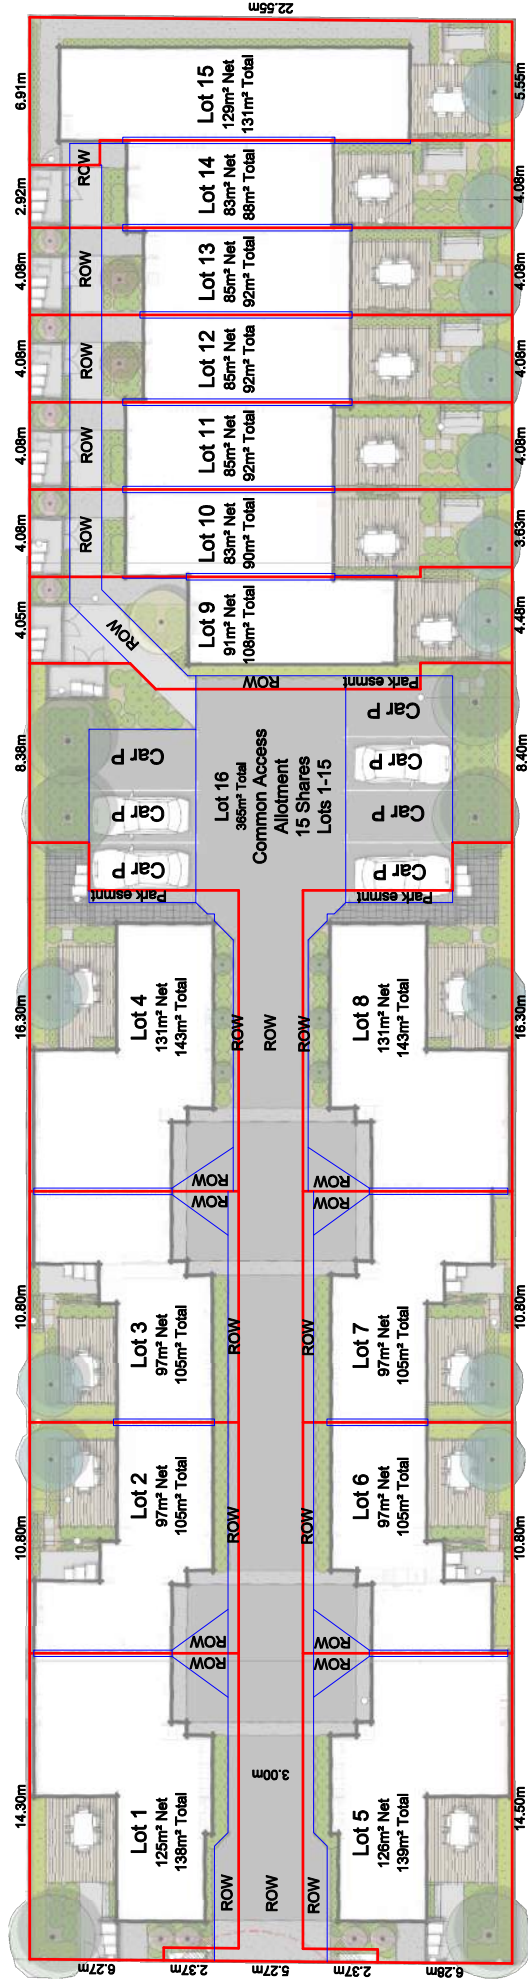 22.55m
6.91m
Lot 15
129m² Net
131m² Total
5.55m
2.92m
ROW
Lot 14
83m² Net
88m² Total
4.08m
4.08m
ROW
Lot 13
85m² Net
92m² Total
4.08m
4.08m
ROW
Lot 12
85m² Net
92m² Tota
4.08m
4.08m
ROW
Lot 11
85m² Net
92m² Total
4.08m
4.08m
ROW
Lot 10
83m² Net
90m² Total
3.63m
4.05m
ROW
Lot 9
91m² Net
108m² Total
4.48m
ROW
Park esmnt
8.38m
Car P
Car P
Car P
Lot 16
365m² Total
Common Access
Allotment
15 Shares
Lots 1-15
Car P
Car P
Car P
Car P
8.40m
Park esmnt
Park esmnt
16.30m
Lot 4
131m² Net
143m² Total
ROW
ROW
ROW
Lot 8
131m² Net
143m² Total
16.30m
ROW
ROW
ROW
ROW
10.80m
Lot 3
97m² Net
105m² Total
ROW
ROW
Lot 7
97m² Net
105m² Total
10.80m
10.80m
Lot 2
97m² Net
105m² Total
ROW
ROW
Lot 6
97m² Net
105m² Total
10.80m
ROW
ROW
ROW
ROW
14.30m
Lot 1
125m² Net
138m² Total
3.00m
Lot 5
126m² Net
139m² Total
14.50m
ROW
ROW
ROW
6.27m
2.37m
5.27m
2.37m
6.28m